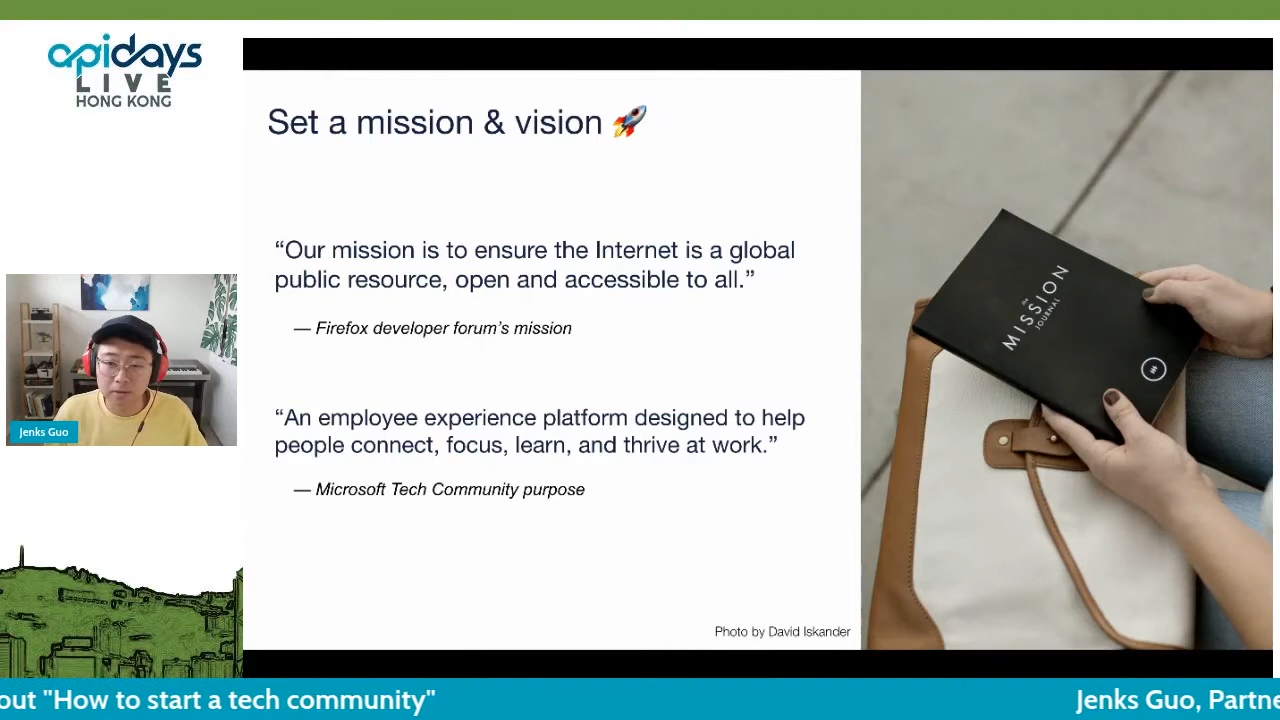 apidays
LIVE
HONG KONG
Set a mission & vision 🚀
“Our mission is to ensure the Internet is a global
public resource, open and accessible to all.”
— Firefox developer forum’s mission
“An employee experience platform designed to help
people connect, focus, learn, and thrive at work.”
— Microsoft Tech Community purpose
Photo by David Iskander
the
MISSION
JOURNAL
Jenks Guo
out "How to start a tech community"
Jenks Guo, Partne